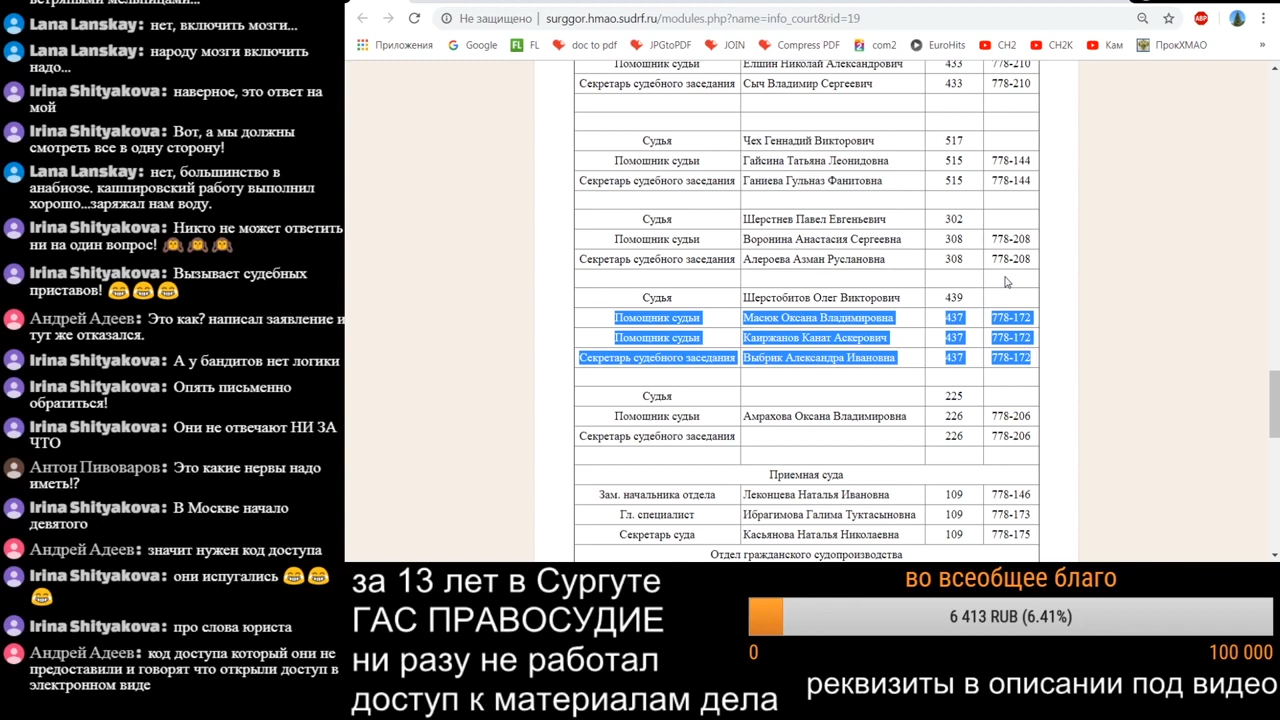 ветряными мельницами...
Lana Lanskay: нет, включить мозги...
Lana Lanskay: народу мозги включить
надо...
Irina Shityakova: наверное, это ответ на
мой
Irina Shityakova: Вот, а мы должны
смотреть все в одну сторону!
Lana Lanskay: нет, большинство в
анабиозе. кашпировский работу выполнил
хорошо...заряжал нам воду.
Irina Shityakova: Никто не может ответить
ни на один вопрос! 🙈 🙈 🙈
Irina Shityakova: Вызывает судебных
приставов! 😂 😂 😂
Андрей Адеев: Это как? написал заявление и
тут же отказался.
Irina Shityakova: А у бандитов нет логики
Irina Shityakova: Опять письменно
обратиться!
Irina Shityakova: Они не отвечают НИ ЗА
ЧТО
Антон Пивоваров: Это какие нервы надо
иметь!?
Irina Shityakova: В Москве начало
девятого
Андрей Адеев: значит нужен код доступа
Irina Shityakova: они испугались 😂 😂
😂
Irina Shityakova: про слова юриста
Андрей Адеев: код доступа который они не
предоставили и говорят что открыли доступ в
электронном виде
Не защищено | surggor.hmao.sudrf.ru/modules.php?name=info_court&rid=19
ABP
Приложения Google FL FL doc to pdf JPGtoPDF JOIN Compress PDF com2 EuroHits CH2 CH2K Кам ПрокХМАО »
Помощник судьи Елшин Николай Александрович 433 778-210
Секретарь судебного заседания Сыч Владимир Сергеевич 433 778-210
Судья Чех Геннадий Викторович 517
Помощник судьи Гайсина Татьяна Леонидовна 515 778-144
Секретарь судебного заседания Ганиева Гульназ Фанитовна 515 778-144
Судья Шерстнев Павел Евгеньевич 302
Помощник судьи Воронина Анастасия Сергеевна 308 778-208
Секретарь судебного заседания Алероева Азман Руслановна 308 778-208
Судья Шерстобитов Олег Викторович 439
Помощник судьи Масюк Оксана Владимировна 437 778-172
Помощник судьи Каиржанов Канат Аскерович 437 778-172
Секретарь судебного заседания Выбрик Александра Ивановна 437 778-172
Судья 225
Помощник судьи Амрахова Оксана Владимировна 226 778-206
Секретарь судебного заседания 226 778-206
Приемная суда
Зам. начальника отдела Леконцева Наталья Ивановна 109 778-146
Гл. специалист Ибрагимова Галима Туктасыновна 109 778-173
Секретарь суда Касьянова Наталья Николаевна 109 778-175
Отдел гражданского судопроизводства
за 13 лет в Сургуте
ГАС ПРАВОСУДИЕ
ни разу не работал
доступ к материалам дела
во всеобщее благо
6 413 RUB (6.41%)
0 100 000
реквизиты в описании под видео